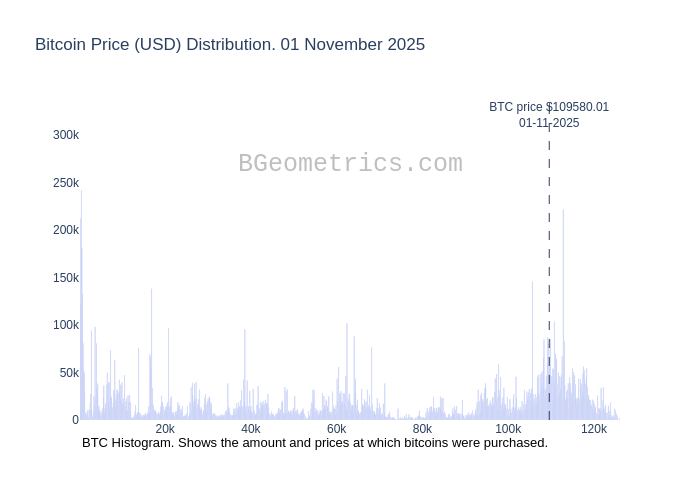 Bitcoin Price (USD) Distribution. 01 November 2025
BTC price $109580.01
01-11-2025
300k
BGeometrics.com
250k
200k
150k
100k
50k
0
20k 40k 60k 80k 100k 120k
BTC Histogram. Shows the amount and prices at which bitcoins were purchased.